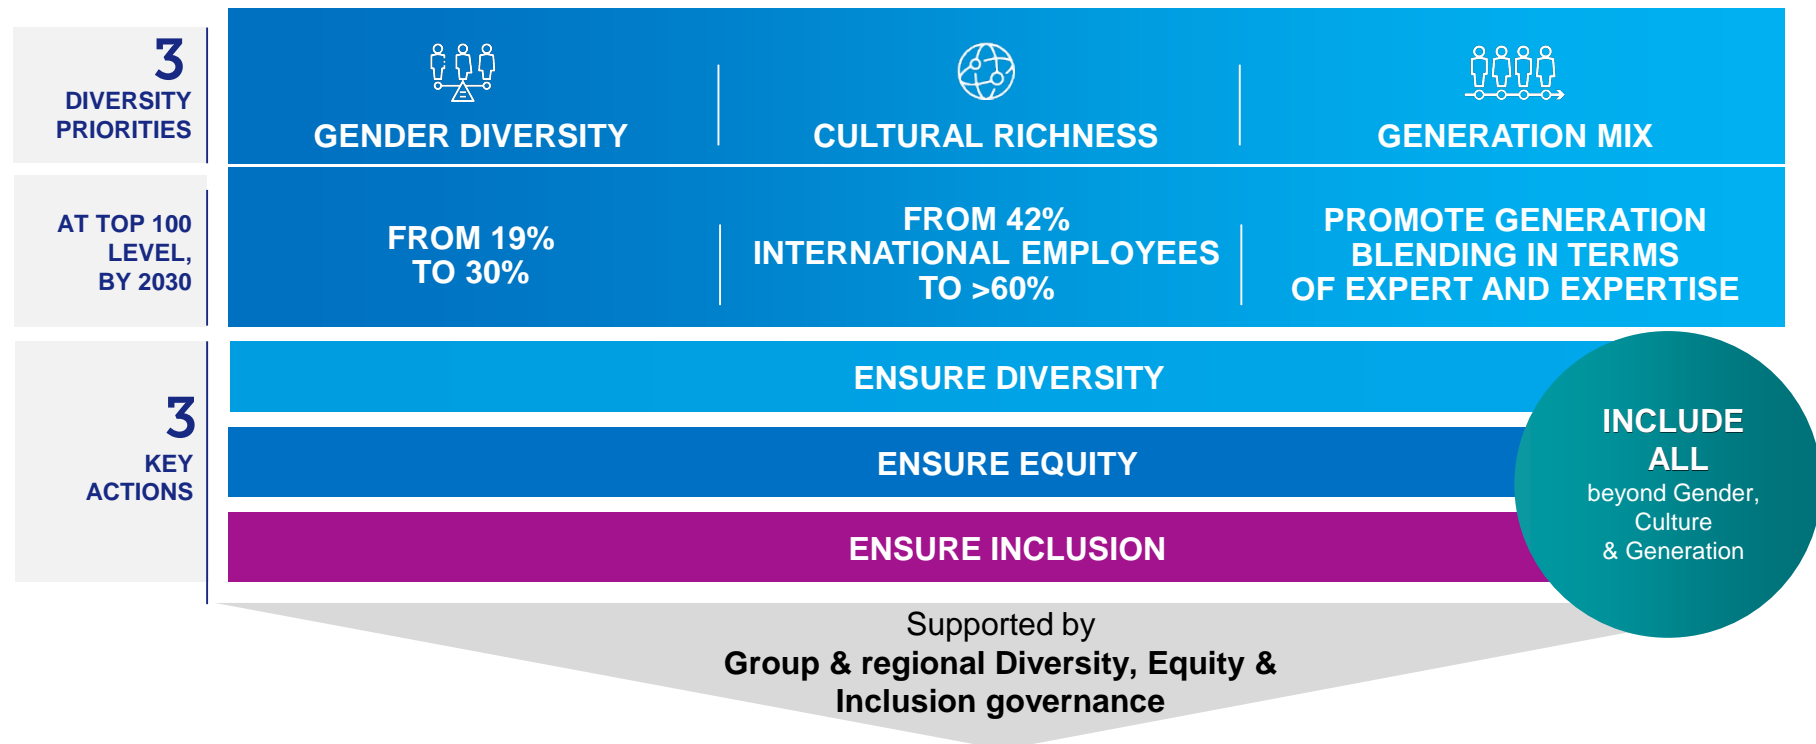 3
DIVERSITY
PRIORITIES
GENDER DIVERSITY
CULTURAL RICHNESS
GENERATION MIX
AT TOP 100
LEVEL,
BY 2030
FROM 19%
TO 30%
FROM 42%
INTERNATIONAL EMPLOYEES
TO >60%
PROMOTE GENERATION
BLENDING IN TERMS
OF EXPERT AND EXPERTISE
3
KEY
ACTIONS
ENSURE DIVERSITY
ENSURE EQUITY
ENSURE INCLUSION
INCLUDE
ALL
beyond Gender,
Culture
& Generation
Supported by
Group & regional Diversity, Equity &
Inclusion governance